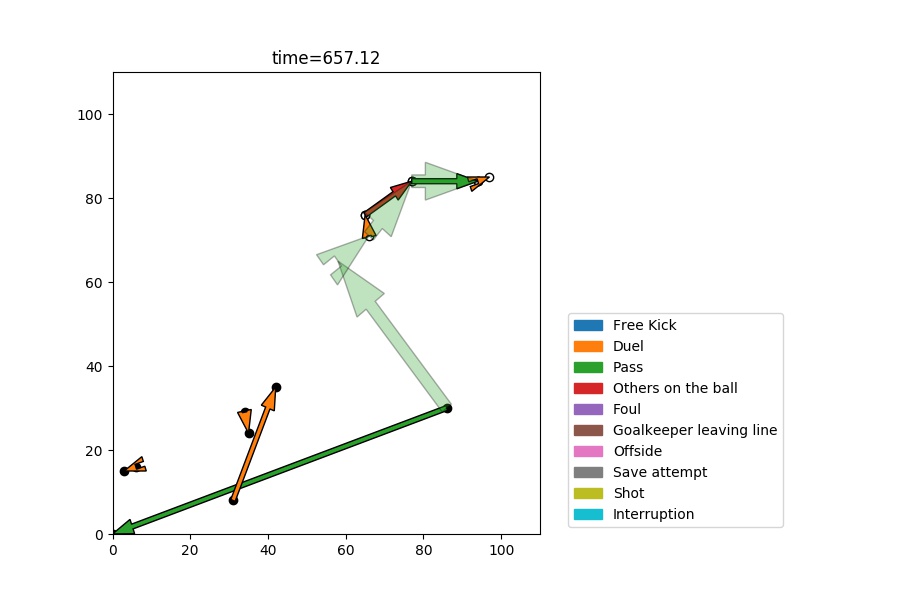 time=657.12
100
80
60
40
20
0
0 20 40 60 80 100
Free Kick
Duel
Pass
Others on the ball
Foul
Goalkeeper leaving line
Offside
Save attempt
Shot
Interruption